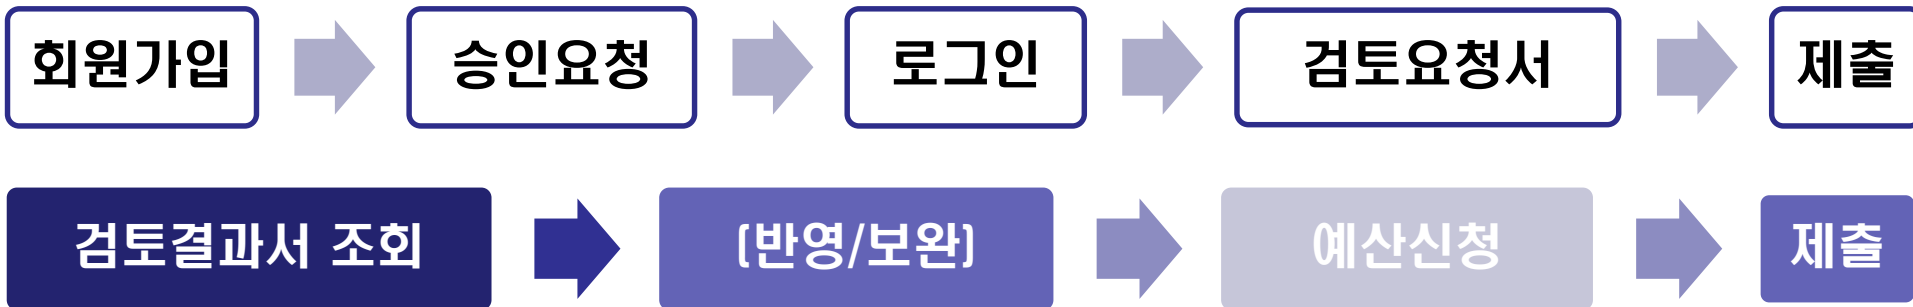 회원가입 승인요청 로그인 검토요청서 제출
검토결과서 조회 (반영/보완) 예산신청 제출